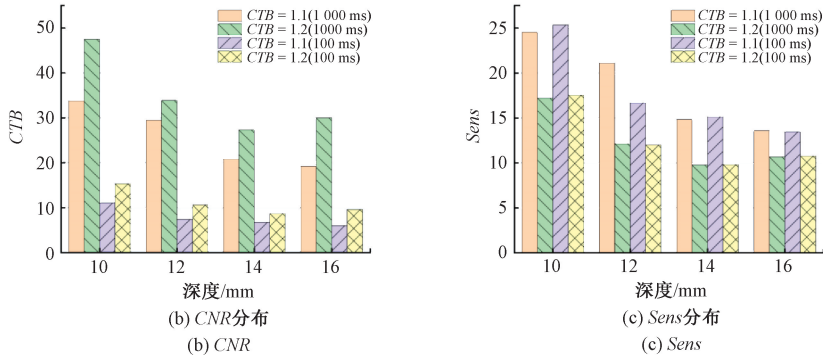 CTB = 1.1(1 000 ms)
CTB = 1.2(1000 ms)
CTB = 1.1(100 ms)
CTB = 1.2(100 ms)
50
40
30
20
10
0
CTB
10 12 14 16
深度/mm
(b) CNR分布
(b) CNR
CTB = 1.1(1 000 ms)
CTB = 1.2(1000 ms)
CTB = 1.1(100 ms)
CTB = 1.2(100 ms)
25
20
15
10
5
0
Sens
10 12 14 16
深度/mm
(c) Sens分布
(c) Sens